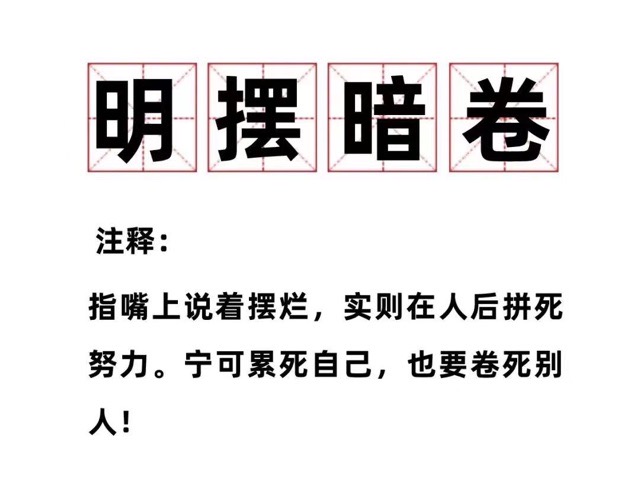 明摆暗卷
注释：
指嘴上说着摆烂，实则在人后拼死
努力。宁可累死自己，也要卷死别
人！